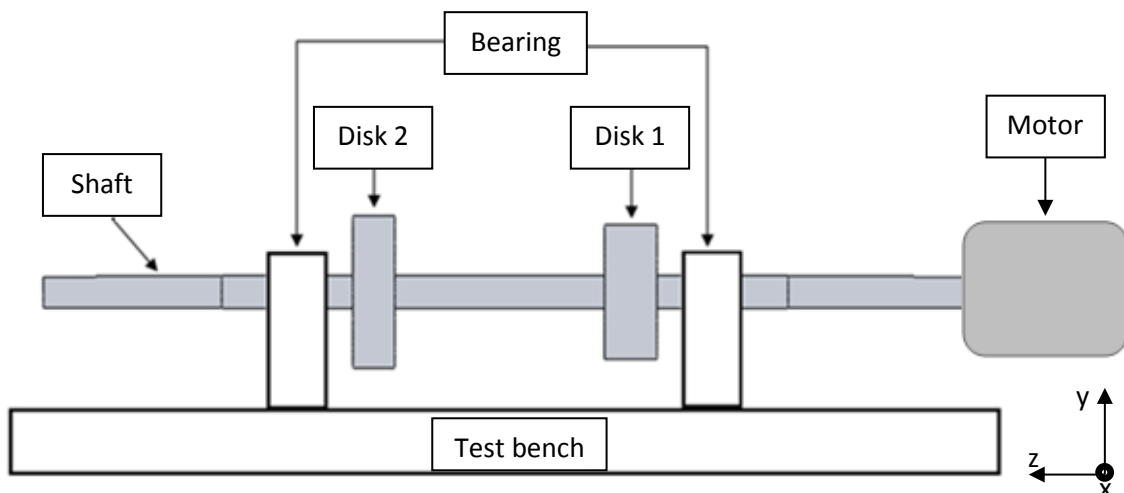 Bearing
Disk 2
Disk 1
Motor
Shaft
Test bench
y
z
x